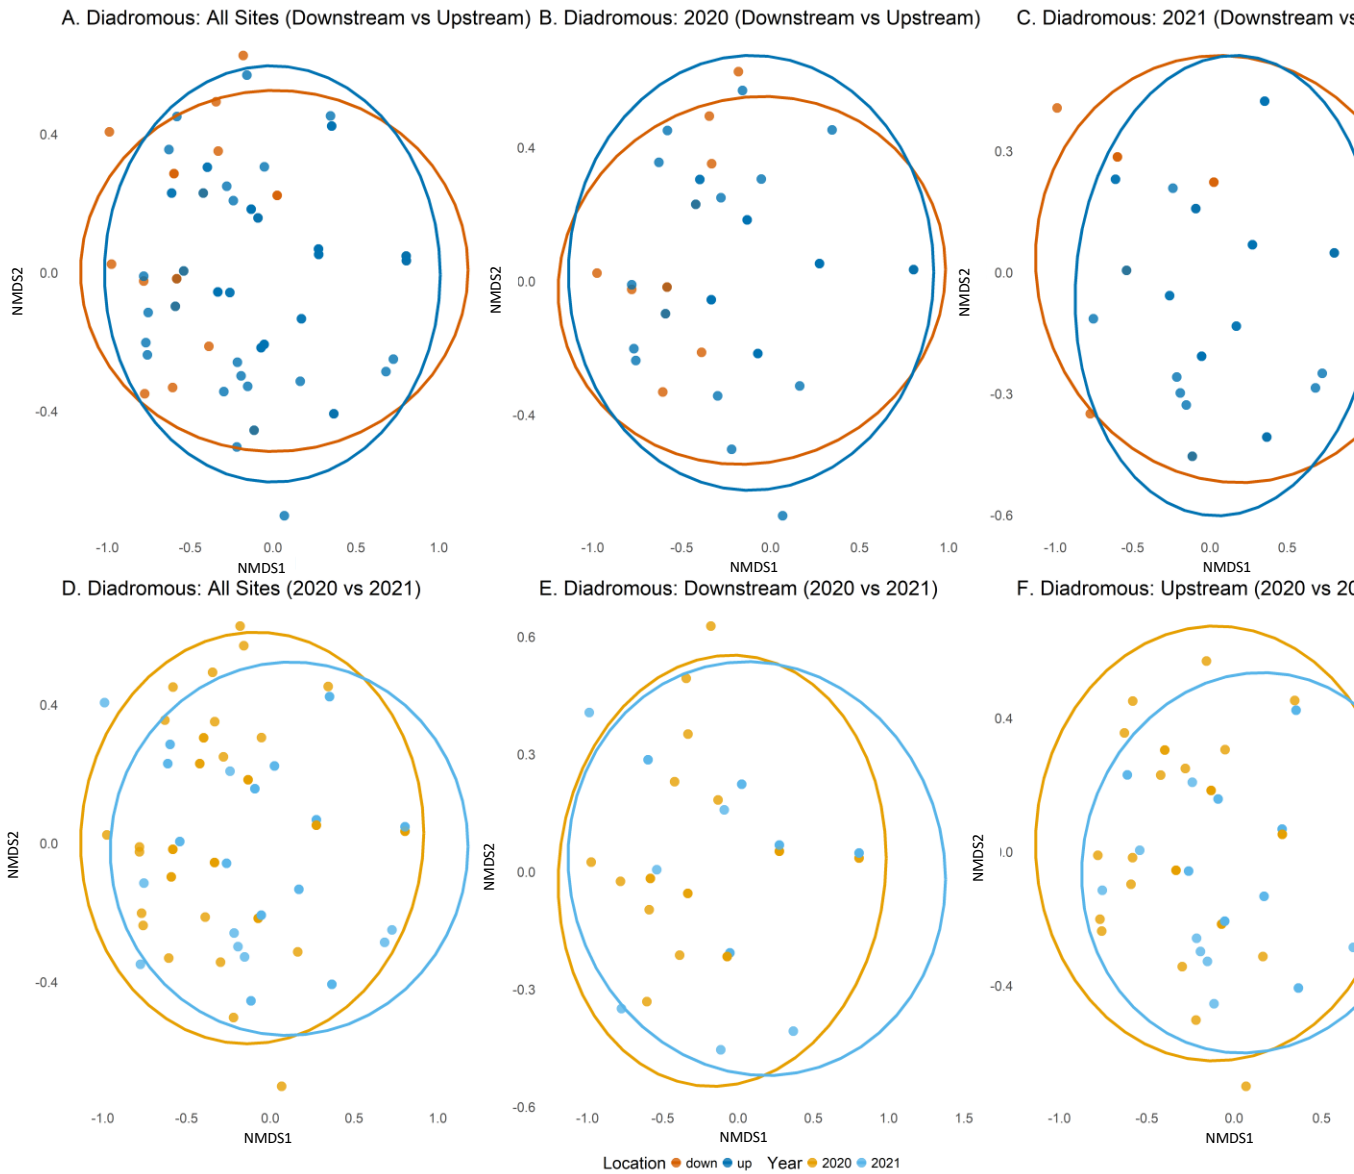 A. Diadromous: All Sites (Downstream vs Upstream)
B. Diadromous: 2020 (Downstream vs Upstream)
C. Diadromous: 2021 (Downstream vs
NMDS2
0.4
0.0
-0.4
-1.0 -0.5 0.0 0.5 1.0
NMDS1
NMDS2
0.4
0.0
-0.4
-1.0 -0.5 0.0 0.5 1.0
NMDS1
NMDS2
0.3
0.0
-0.3
-0.6
-1.0 -0.5 0.0 0.5
NMDS1
D. Diadromous: All Sites (2020 vs 2021)
E. Diadromous: Downstream (2020 vs 2021)
F. Diadromous: Upstream (2020 vs 20
NMDS2
0.4
0.0
-0.4
-1.0 -0.5 0.0 0.5 1.0
NMDS1
NMDS2
0.6
0.3
0.0
-0.3
-0.6
-1.0 -0.5 0.0 0.5 1.0 1.5
NMDS1
NMDS2
0.4
0.0
-0.4
-1.0 -0.5 0.0 0.5
NMDS1
Location down up Year 2020 2021